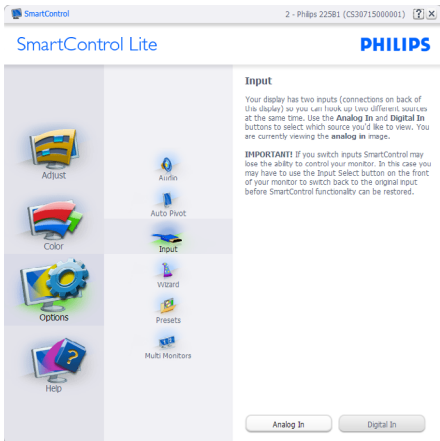 SmartControl
2 - Philips 225B1 (CS30715000001)
SmartControl Lite
PHILIPS
Adjust
Color
Options
Help
Audio
Auto Pivot
Input
Wizard
Presets
Multi Monitors
Input
Your display has two inputs (connections on back of
this display) so you can hook up two different sources
at the same time. Use the Analog In and Digital In
buttons to select which source you'd like to view. You
are currently viewing the analog in image.
IMPORTANT! If you switch inputs SmartControl may
lose the ability to control your monitor. In this case you
may have to use the Input Select button on the front
of your monitor to switch back to the original input
before SmartControl functionality can be restored.
Analog In
Digital In